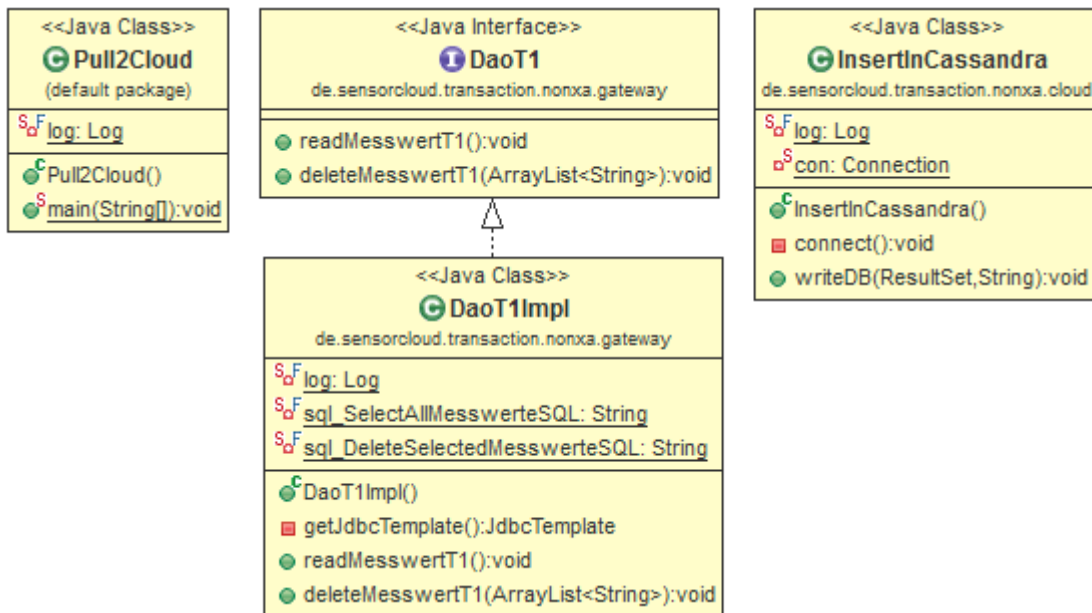 <<Java Class>>
Pull2Cloud
(default package)
log: Log
Pull2Cloud()
main(String[]):void
<<Java Interface>>
DaoT1
de.sensorcloud.transaction.nonxa.gateway
readMesswertT1():void
deleteMesswertT1(ArrayList<String>):void
<<Java Class>>
InsertInCassandra
de.sensorcloud.transaction.nonxa.cloud
log: Log
con: Connection
InsertInCassandra()
connect():void
writeDB(ResultSet,String):void
<<Java Class>>
DaoT1Impl
de.sensorcloud.transaction.nonxa.gateway
log: Log
sql_SelectAllMesswerteSQL: String
sql_DeleteSelectedMesswerteSQL: String
DaoT1Impl()
getJdbcTemplate():JdbcTemplate
readMesswertT1():void
deleteMesswertT1(ArrayList<String>):void